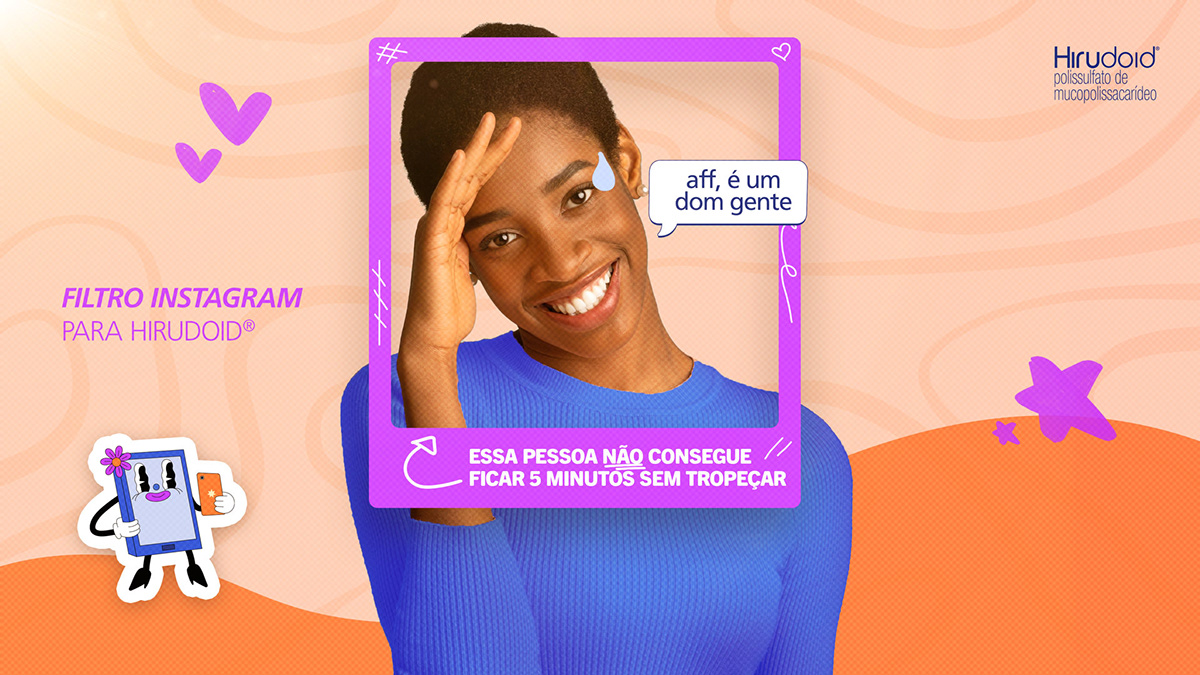 Hirudoid®
polissulfato de
mucopolissacarídeo
aff, é um
dom gente
FILTRO INSTAGRAM
PARA HIRUDOID®
ESSA PESSOA NÃO CONSEGUE
FICAR 5 MINUTOS SEM TROPEÇAR